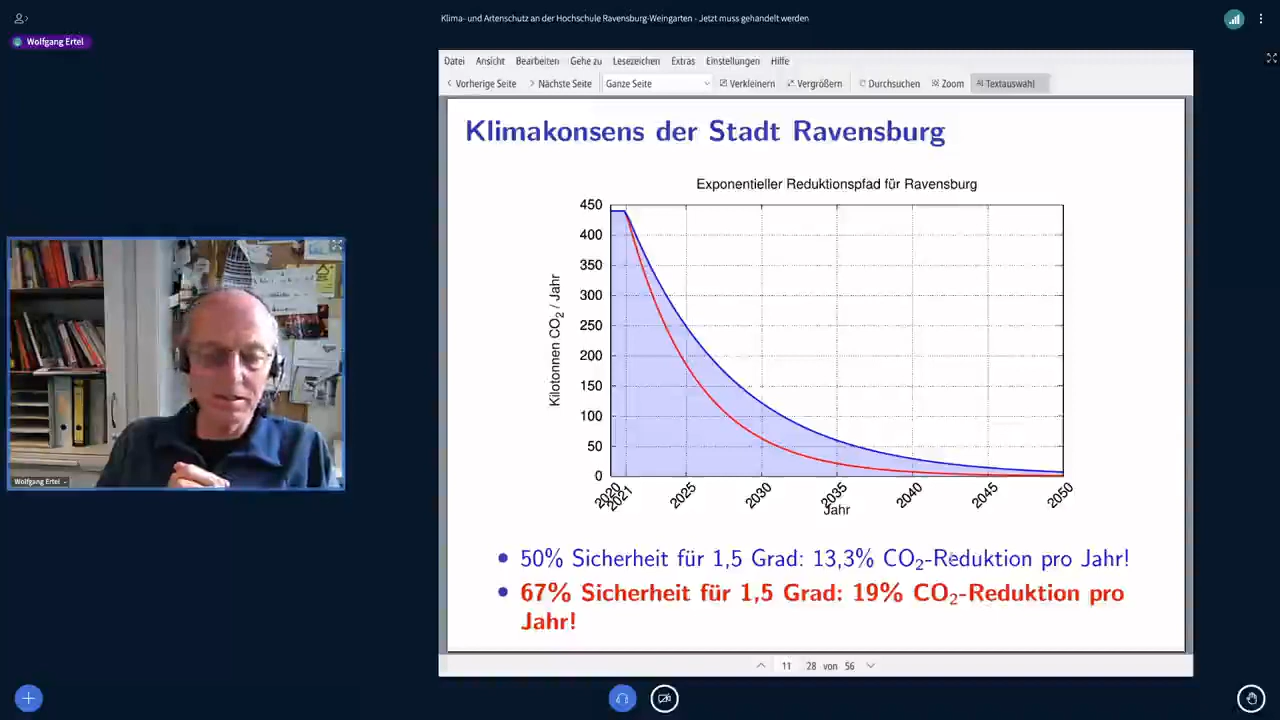 Klima- und Artenschutz an der Hochschule Ravensburg-Weingarten - Jetzt muss gehandelt werden
Wolfgang Ertel
Datei Ansicht Bearbeiten Gehe zu Lesezeichen Extras Einstellungen Hilfe
Vorherige Seite Nächste Seite Ganze Seite Verkleinern Vergrößern Durchsuchen Zoom Textauswahl
Klimakonsens der Stadt Ravensburg
Exponentieller Reduktionspfad für Ravensburg
450
400
350
300
250
200
150
100
50
0
Kilotonnen CO₂ / Jahr
2020 2021 2025 2030 2035 2040 2045 2050
Jahr
50% Sicherheit für 1,5 Grad: 13,3% CO₂-Reduktion pro Jahr!
67% Sicherheit für 1,5 Grad: 19% CO₂-Reduktion pro
Jahr!
Wolfgang Ertel
11 28 von 56